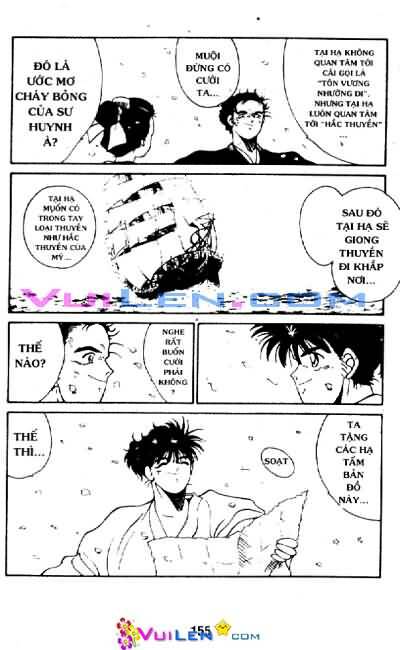 TẠI HẠ KHÔNG
QUAN TÂM TỚI
CÁI GỌI LÀ
"TÔN VƯƠNG
NHƯỠNG DI".
NHƯNG TẠI HẠ
LUÔN QUAN TÂM
TỚI "HẮC THUYỀN"
...
MUỘI
ĐỪNG CÓ
CƯỜI
TA...
ĐÓ LÀ
ƯỚC MƠ
CHÁY BỎNG
CỦA SƯ
HUYNH
À?
SAU ĐÓ
TẠI HẠ SẼ
GIONG
THUYỀN
ĐI KHẮP
NƠI...
TẠI HẠ
MUỐN CÓ
TRONG TAY
LOẠI THUYỀN
NHƯ HẮC
THUYỀN CỦA
MỸ...
VuiLen.com
NGHE
RẤT
BUỒN
CƯỜI
PHẢI
KHÔNG
?
THẾ
NÀO?
TA
TẶNG
CÁC HẠ
TẤM
BẢN
ĐỒ
NÀY...
SOẠT
THẾ
THÌ...
155
VuiLen.com